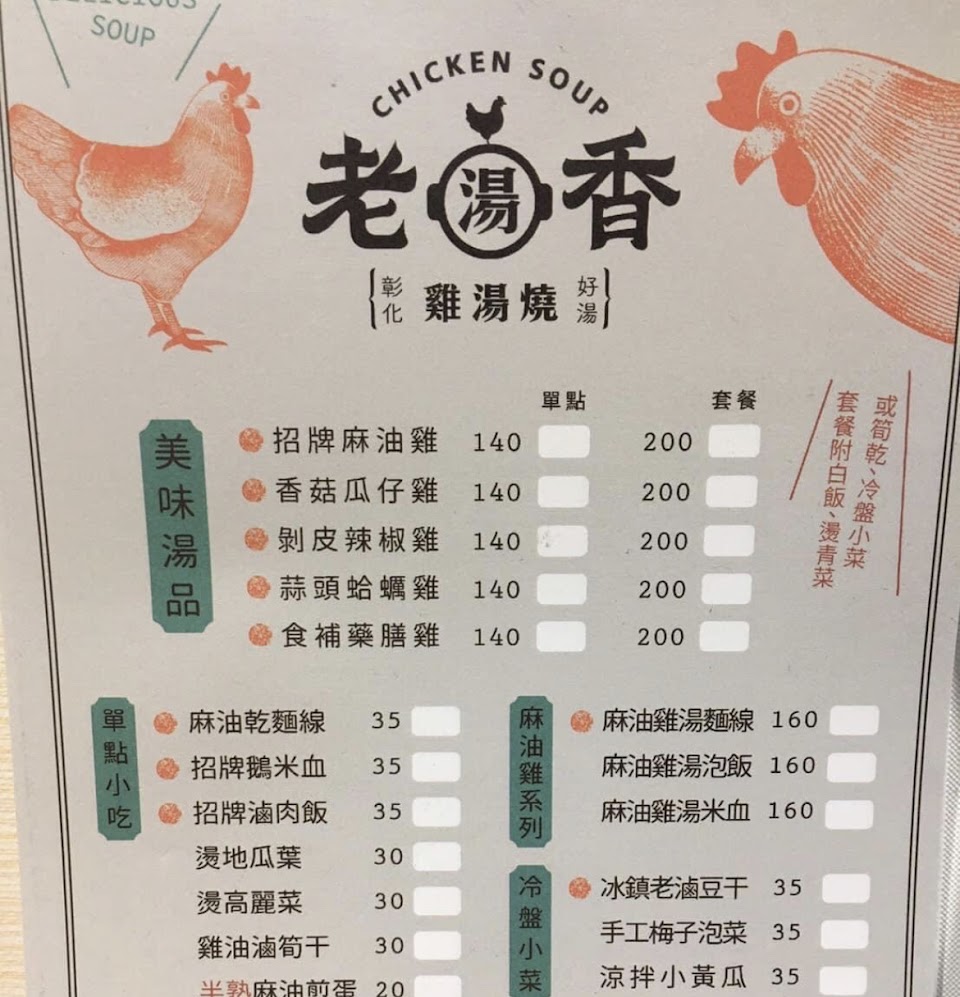 DELICIOUS
SOUP
CHICKEN SOUP
老湯香
彰化 雞湯燒 好湯
單點 套餐
美味湯品
招牌麻油雞 140 200
香菇瓜仔雞 140 200
剝皮辣椒雞 140 200
蒜頭蛤蠣雞 140 200
食補藥膳雞 140 200
套餐附白飯、燙青菜
或筍乾、冷盤小菜
單點小吃
麻油乾麵線 35
招牌鵝米血 35
招牌滷肉飯 35
燙地瓜葉 30
燙高麗菜 30
雞油滷筍干 30
半熟麻油煎蛋 20
麻油雞系列
麻油雞湯麵線 160
麻油雞湯泡飯 160
麻油雞湯米血 160
冷盤小菜
冰鎮老滷豆干 35
手工梅子泡菜 35
涼拌小黃瓜 35